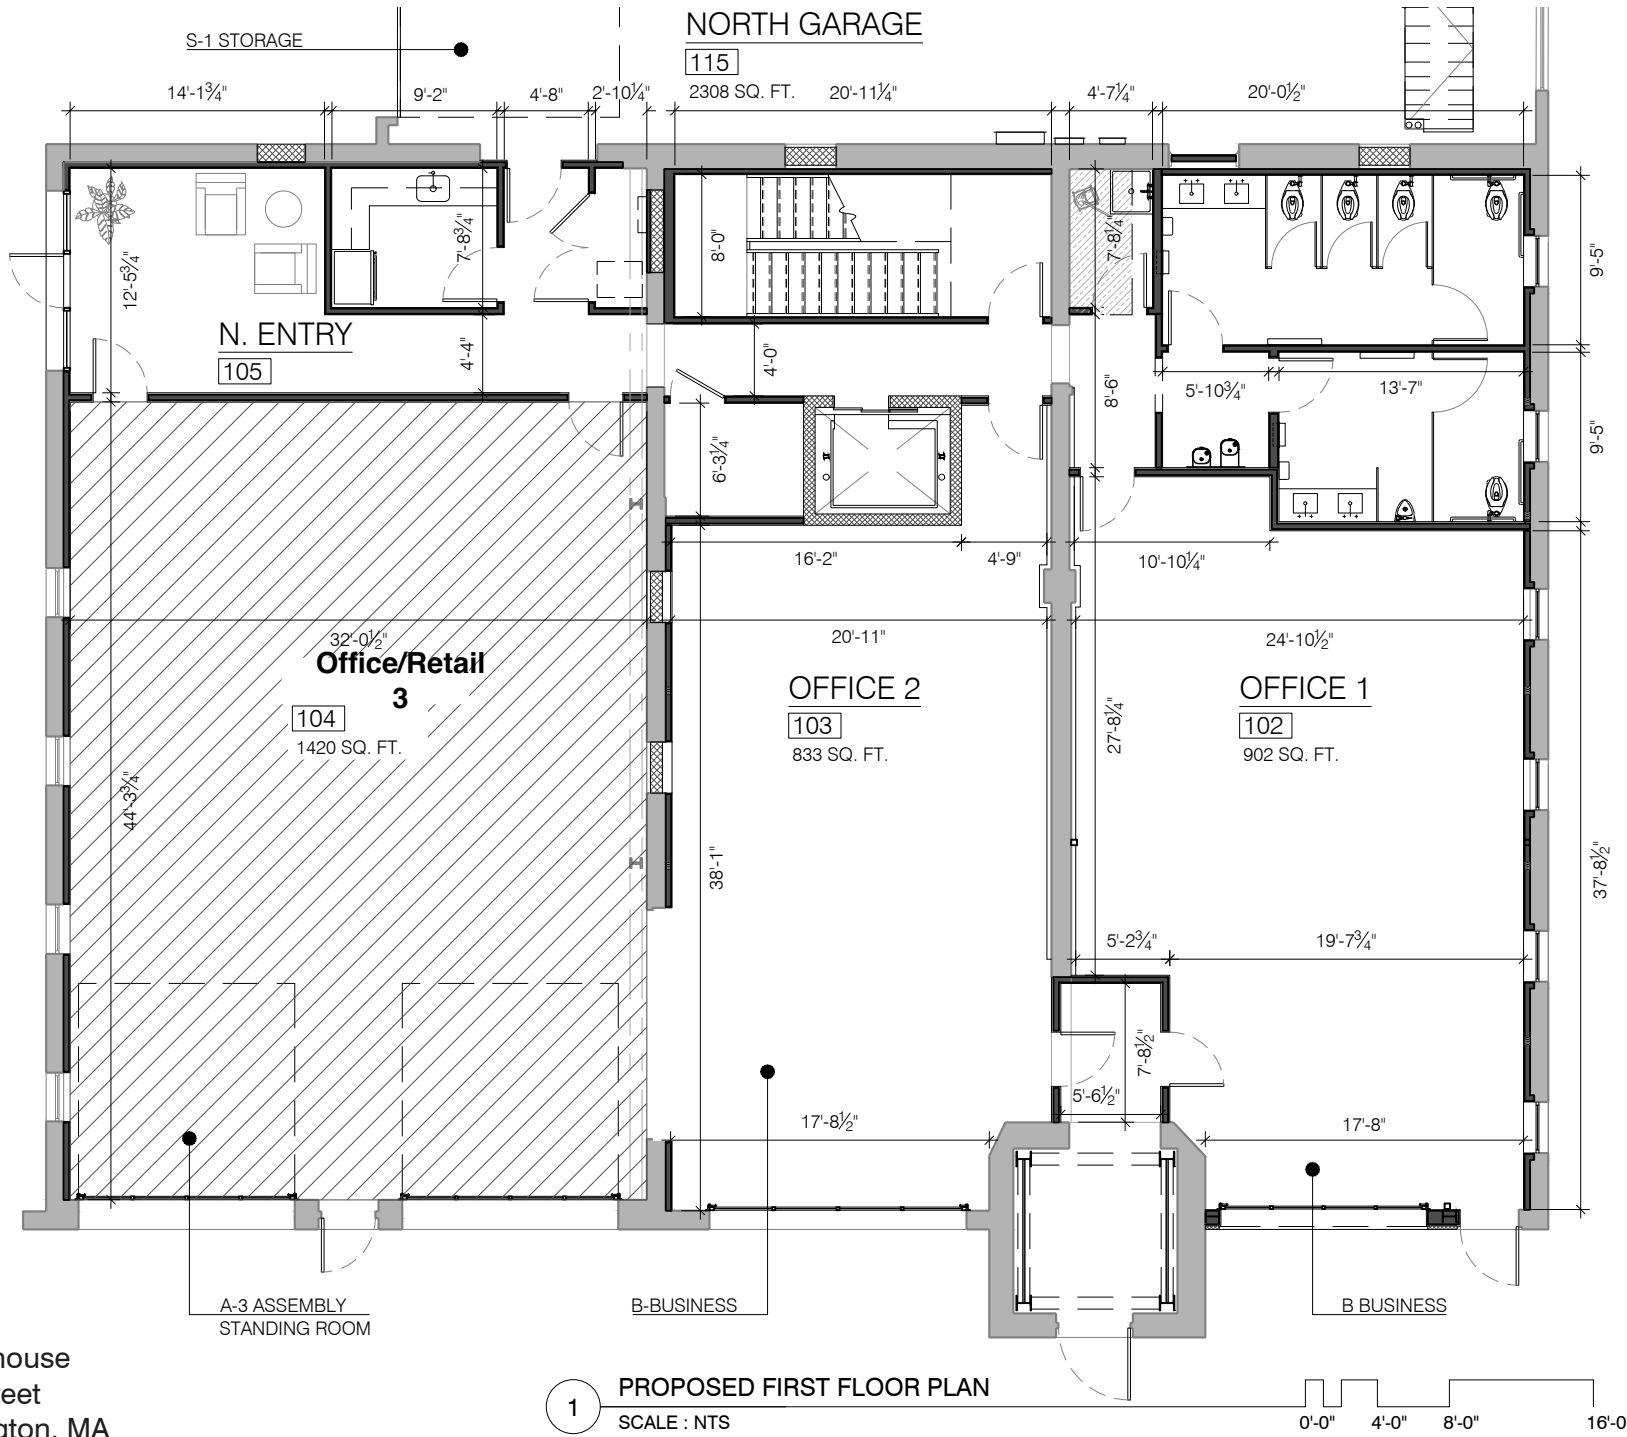 S-1 STORAGE
NORTH GARAGE
115
2308 SQ. FT.
14'-1¾"
9'-2"
4'-8"
2'-10¼"
20'-11¼"
4'-7¼"
20'-0½"
12'-5¾"
7'-8¾"
8'-0"
7'-8¼"
9'-5"
N. ENTRY
105
4'-4"
4'-0"
8'-6"
5'-10¾"
13'-7"
9'-5"
6'-3¼"
16'-2"
4'-9"
10'-10¼"
32'-0½"
20'-11"
24'-10½"
Office/Retail
3
104
1420 SQ. FT.
OFFICE 2
103
833 SQ. FT.
OFFICE 1
102
902 SQ. FT.
27'-8¼"
44'-3¾"
38'-1"
37'-8½"
5'-2¾"
19'-7¾"
7'-8½"
5'-6½"
17'-8½"
17'-8"
A-3 ASSEMBLY
STANDING ROOM
B-BUSINESS
B BUSINESS
house
reet
gton, MA
1
PROPOSED FIRST FLOOR PLAN
SCALE : NTS
0'-0"
4'-0"
8'-0"
16'-0